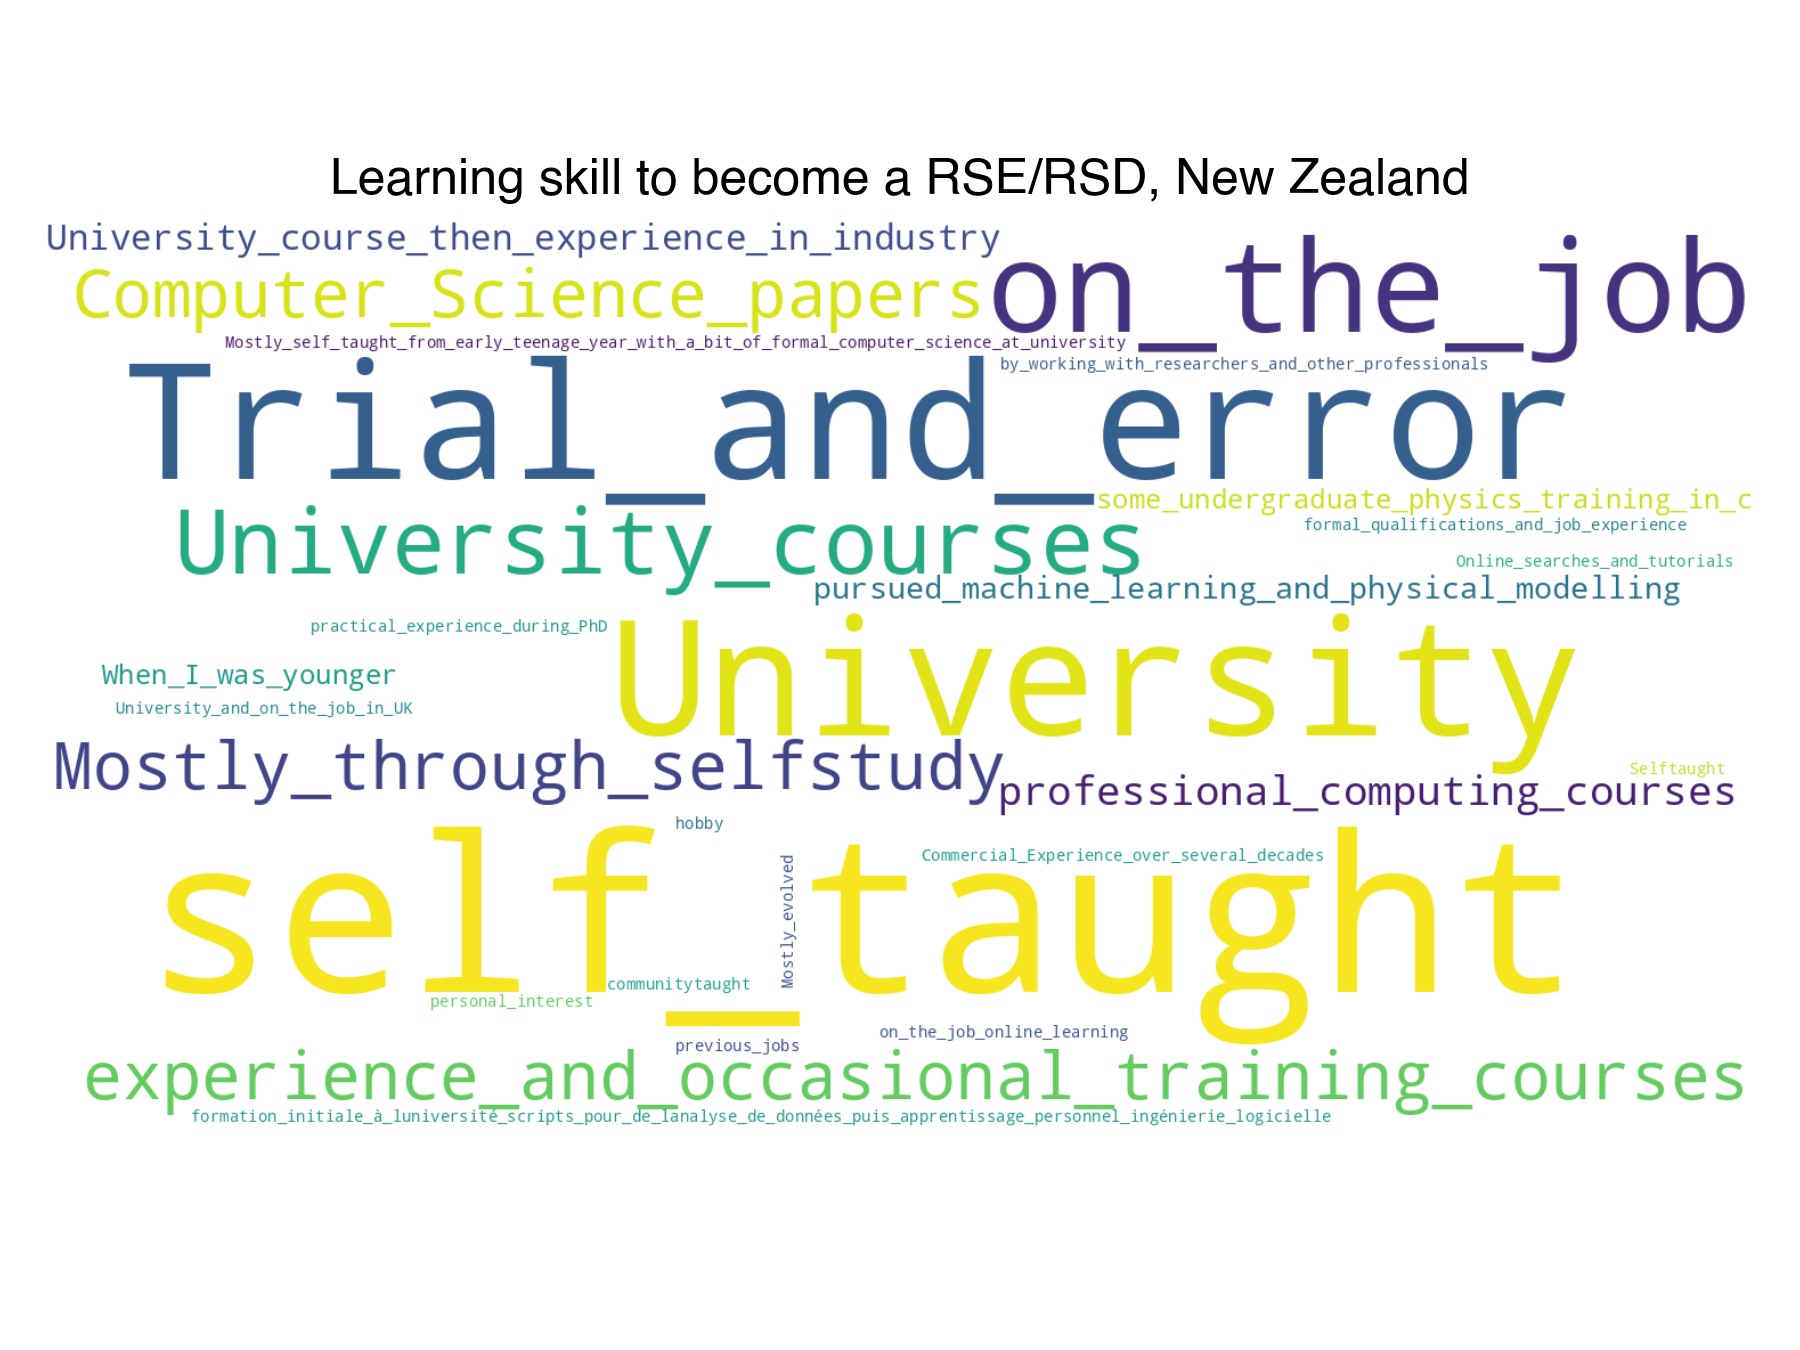 Learning skill to become a RSE/RSD, New Zealand
University_course_then_experience_in_industry
on_the_job
Computer_Science_papers
Mostly_self_taught_from_early_teenage_year_with_a_bit_of_formal_computer_science_at_university
by_working_with_researchers_and_other_professionals
Trial_and_error
some_undergraduate_physics_training_in_c
University_courses
formal_qualifications_and_job_experience
Online_searches_and_tutorials
pursued_machine_learning_and_physical_modelling
practical_experience_during_PhD
University
When_I_was_younger
University_and_on_the_job_in_UK
Mostly_through_selfstudy
Selftaught
professional_computing_courses
hobby
Commercial_Experience_over_several_decades
self_taught
Mostly_evolved
communitytaught
personal_interest
on_the_job_online_learning
previous_jobs
experience_and_occasional_training_courses
formation_initiale_à_luniversité_scripts_pour_de_lanalyse_de_données_puis_apprentissage_personnel_ingénierie_logicielle